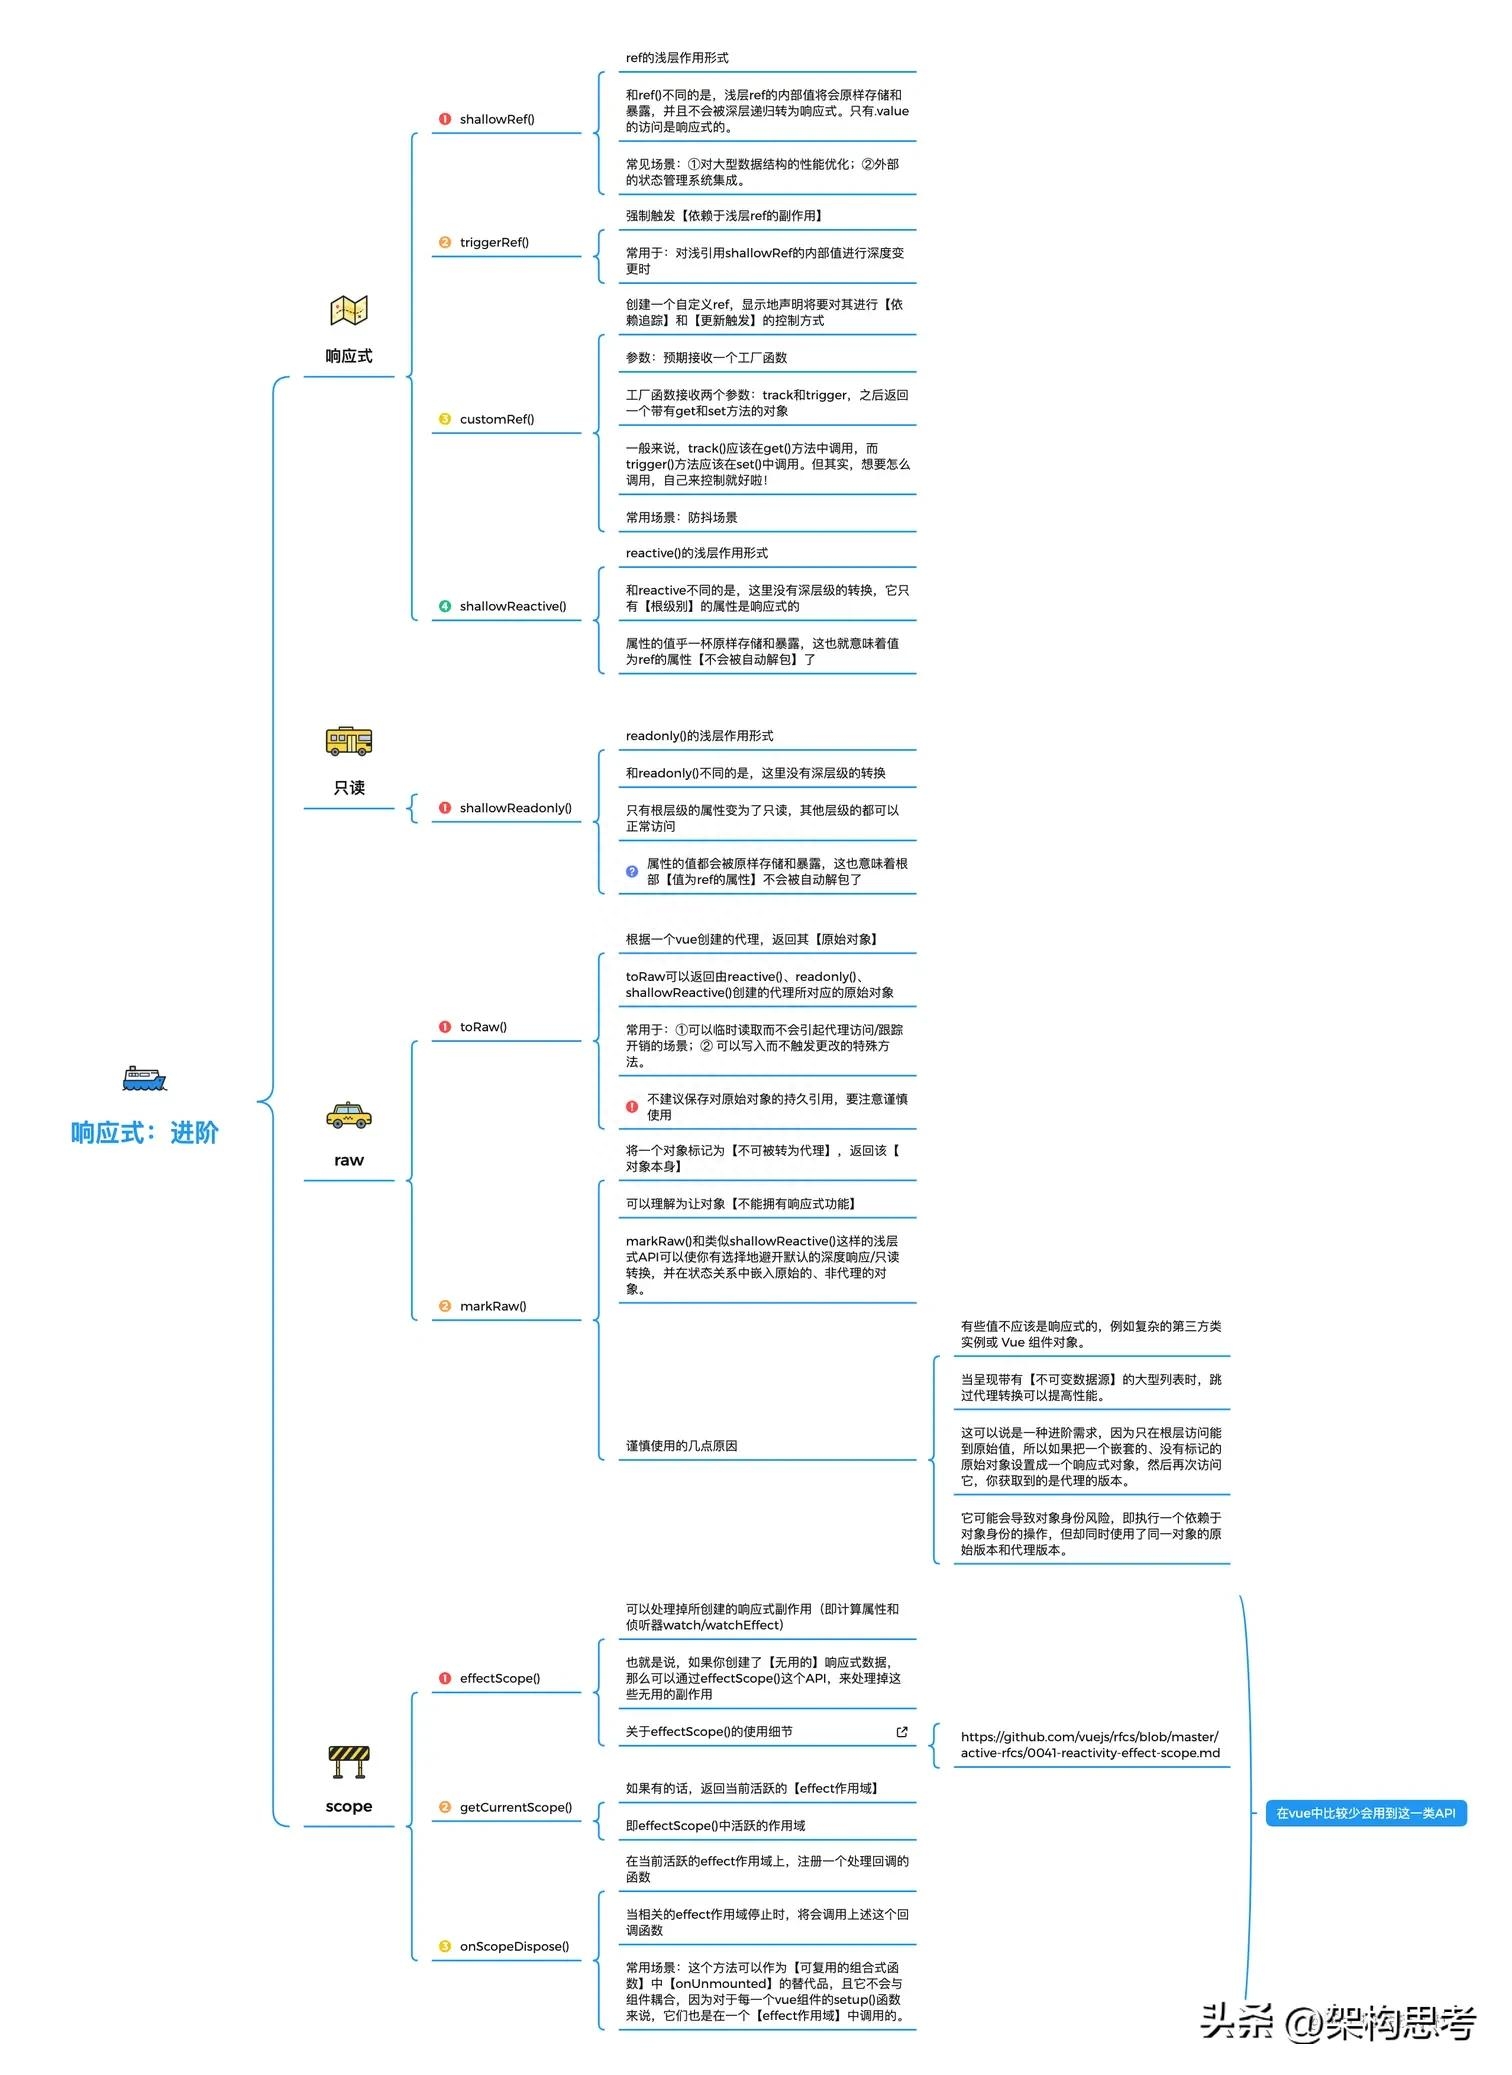 响应式：进阶
响应式
shallowRef()
ref的浅层作用形式
和ref()不同的是，浅层ref的内部值将会原样存储和
暴露，并且不会被深层递归转为响应式。只有.value
的访问是响应式的。
常见场景：①对大型数据结构的性能优化；②外部
的状态管理系统集成。
triggerRef()
强制触发【依赖于浅层ref的副作用】
常用于：对浅引用shallowRef的内部值进行深度变
更时
customRef()
创建一个自定义ref，显示地声明将要对其进行【依
赖追踪】和【更新触发】的控制方式
参数：预期接收一个工厂函数
工厂函数接收两个参数：track和trigger，之后返回
一个带有get和set方法的对象
一般来说，track()应该在get()方法中调用，而
trigger()方法应该在set()中调用。但其实，想要怎么
调用，自己来控制就好啦！
常用场景：防抖场景
shallowReactive()
reactive()的浅层作用形式
和reactive不同的是，这里没有深层级的转换，它只
有【根级别】的属性是响应式的
属性的值乎一杯原样存储和暴露，这也就意味着值
为ref的属性【不会被自动解包】了
只读
shallowReadonly()
readonly()的浅层作用形式
和readonly()不同的是，这里没有深层级的转换
只有根层级的属性变为了只读，其他层级的都可以
正常访问
属性的值都会被原样存储和暴露，这也意味着根
部【值为ref的属性】不会被自动解包了
raw
toRaw()
根据一个vue创建的代理，返回其【原始对象】
toRaw可以返回由reactive()、readonly()、
shallowReactive()创建的代理所对应的原始对象
常用于：①可以临时读取而不会引起代理访问/跟踪
开销的场景；② 可以写入而不触发更改的特殊方
法。
不建议保存对原始对象的持久引用，要注意谨慎
使用
markRaw()
将一个对象标记为【不可被转为代理】，返回该【
对象本身】
可以理解为让对象【不能拥有响应式功能】
markRaw()和类似shallowReactive()这样的浅层
式API可以使你有选择地避开默认的深度响应/只读
转换，并在状态关系中嵌入原始的、非代理的对
象。
谨慎使用的几点原因
有些值不应该是响应式的，例如复杂的第三方类
实例或 Vue 组件对象。
当呈现带有【不可变数据源】的大型列表时，跳
过代理转换可以提高性能。
这可以说是一种进阶需求，因为只在根层访问能
到原始值，所以如果把一个嵌套的、没有标记的
原始对象设置成一个响应式对象，然后再次访问
它，你获取到的是代理的版本。
它可能会导致对象身份风险，即执行一个依赖于
对象身份的操作，但却同时使用了同一对象的原
始版本和代理版本。
scope
effectScope()
可以处理掉所创建的响应式副作用（即计算属性和
侦听器watch/watchEffect）
也就是说，如果你创建了【无用的】响应式数据，
那么可以通过effectScope()这个API，来处理掉这
些无用的副作用
关于effectScope()的使用细节
https://github.com/vuejs/rfcs/blob/master/
active-rfcs/0041-reactivity-effect-scope.md
getCurrentScope()
如果有的话，返回当前活跃的【effect作用域】
即effectScope()中活跃的作用域
onScopeDispose()
在当前活跃的effect作用域上，注册一个处理回调的
函数
当相关的effect作用域停止时，将会调用上述这个回
调函数
常用场景：这个方法可以作为【可复用的组合式函
数】中【onUnmounted】的替代品，且它不会与
组件耦合，因为对于每一个vue组件的setup()函数
来说，它们也是在一个【effect作用域】中调用的。
在vue中比较少会用到这一类API
头条 @架构思考